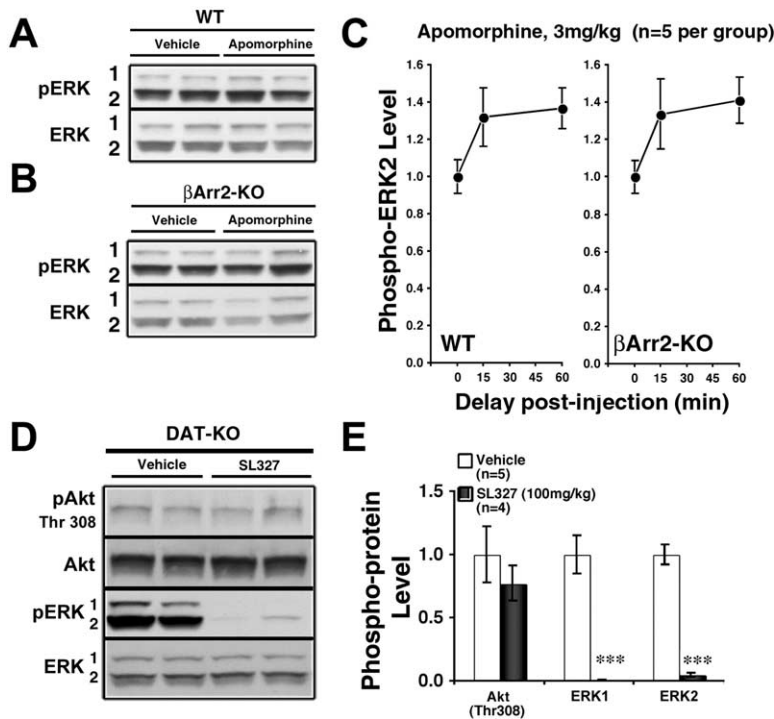 A
WT
Vehicle Apomorphine
pERK 1
2
ERK 1
2
B
βArr2-KO
Vehicle Apomorphine
pERK 1
2
ERK 1
2
C
Apomorphine, 3mg/kg (n=5 per group)
Phospho-ERK2 Level
1.6 1.6
1.4 1.4
1.2 1.2
1.0 1.0
0.8 0.8
0.6 0.6
0.4 0.4
0.2 0.2
0.0 0.0
WT βArr2-KO
0 15 30 45 60 0 15 30 45 60
Delay post-injection (min)
D
DAT-KO
Vehicle SL327
pAkt
Thr 308
Akt
pERK 1
2
ERK 1
2
E
Vehicle
(n=5)
SL327 (100mg/kg)
(n=4)
Phospho-protein
Level
1.5
1.0
0.5
0.0
*** ***
Akt ERK1 ERK2
(Thr308)